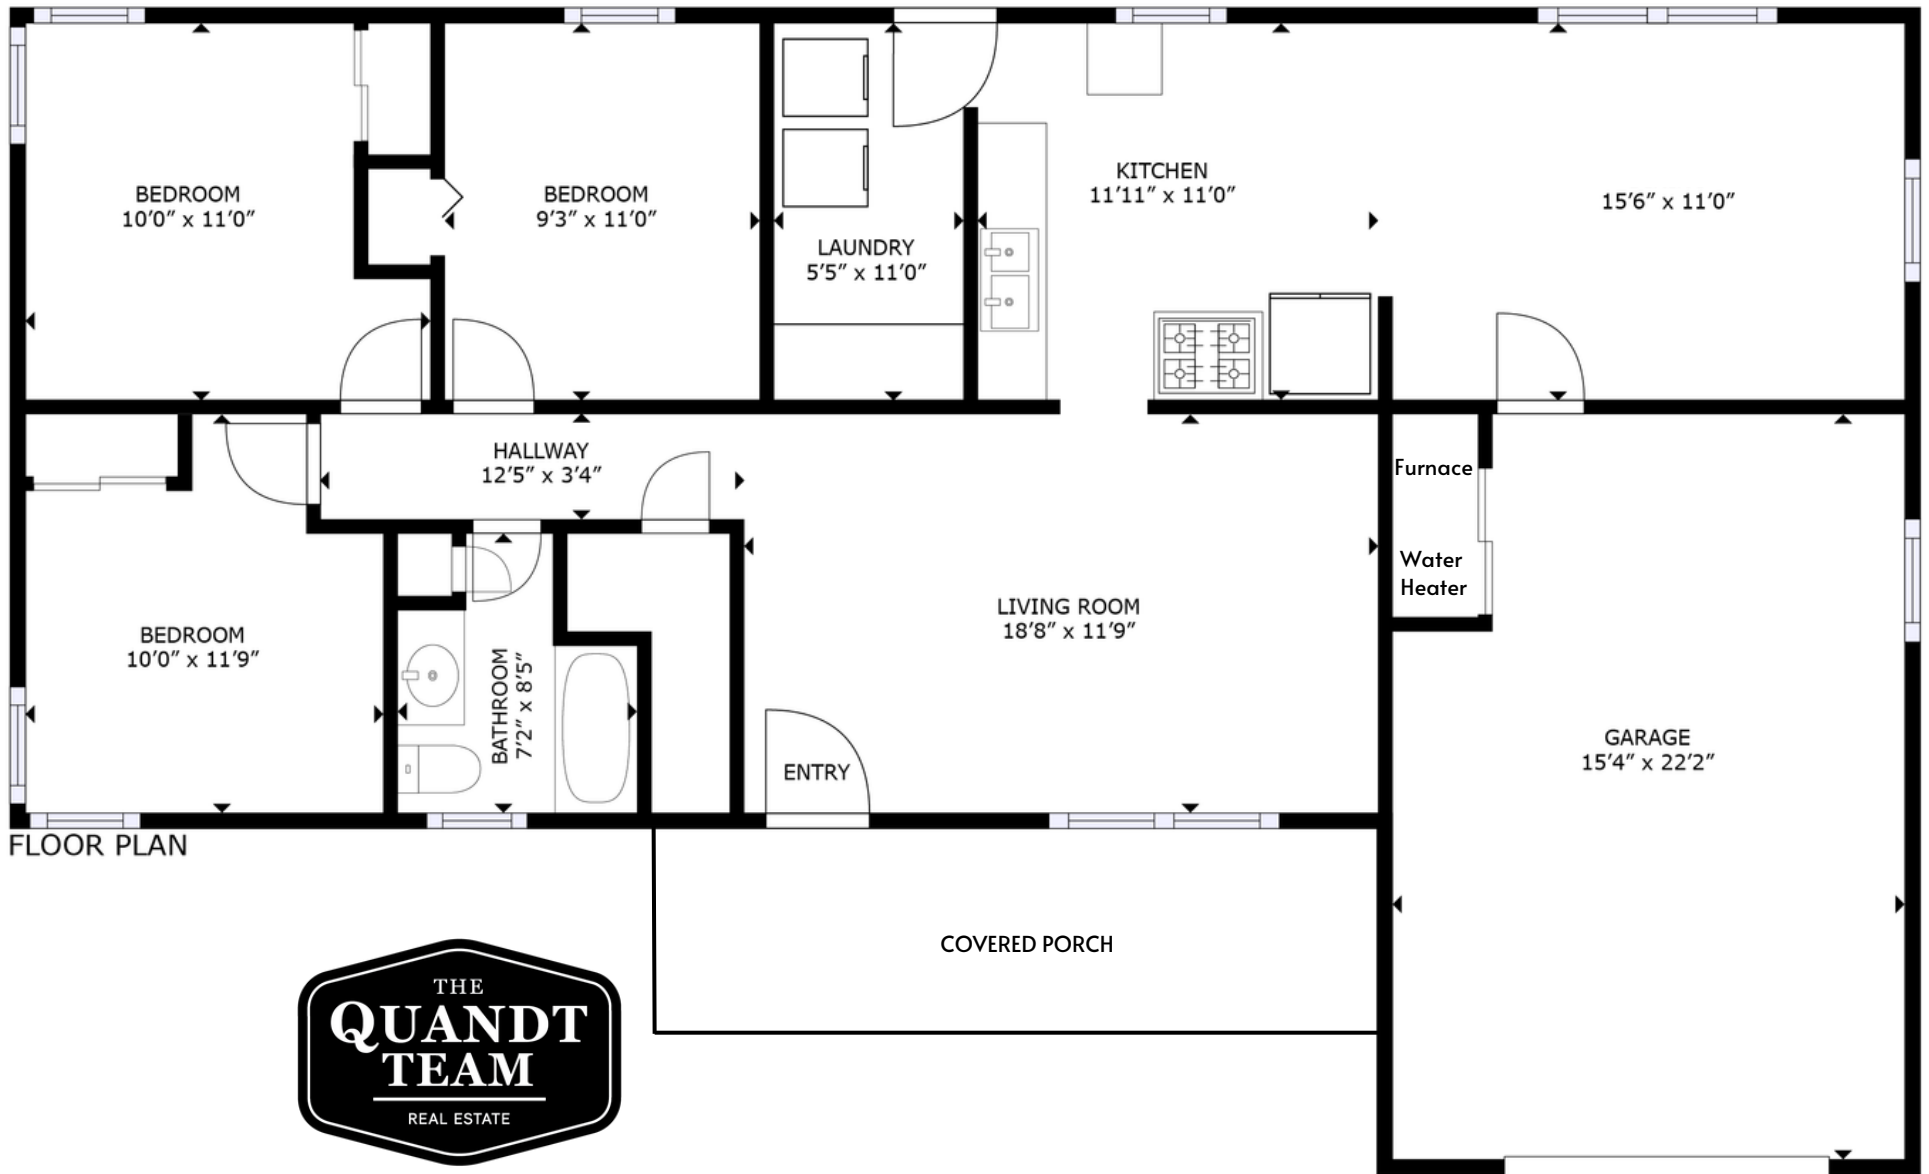 BEDROOM
10'0" x 11'0"
BEDROOM
9'3" x 11'0"
LAUNDRY
5'5" x 11'0"
KITCHEN
11'11" x 11'0"
15'6" x 11'0"
HALLWAY
12'5" x 3'4"
Furnace
Water
Heater
BEDROOM
10'0" x 11'9"
BATHROOM
7'2" x 8'5"
LIVING ROOM
18'8" x 11'9"
ENTRY
GARAGE
15'4" x 22'2"
FLOOR PLAN
COVERED PORCH
THE
QUANDT
TEAM
REAL ESTATE